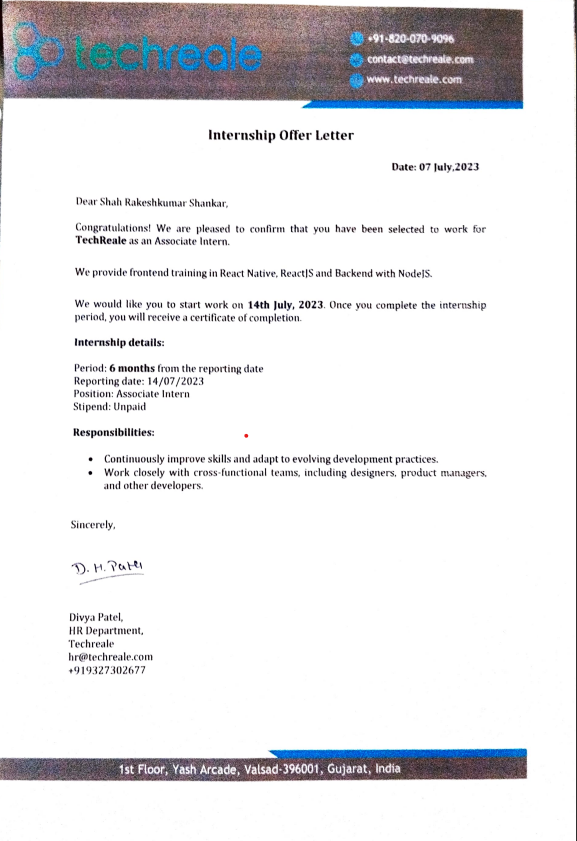 techreale
+91-820-070-9096
contact@techreale.com
www.techreale.com
Internship Offer Letter
Date: 07 July,2023
Dear Shah Rakeshkumar Shankar,
Congratulations! We are pleased to confirm that you have been selected to work for
TechReale as an Associate Intern.
We provide frontend training in React Native, ReactJS and Backend with NodeJS.
We would like you to start work on 14th July, 2023. Once you complete the internship
period, you will receive a certificate of completion.
Internship details:
Period: 6 months from the reporting date
Reporting date: 14/07/2023
Position: Associate Intern
Stipend: Unpaid
Responsibilities:
• Continuously improve skills and adapt to evolving development practices.
• Work closely with cross-functional teams, including designers, product managers,
and other developers.
Sincerely,
D. H. Patel
Divya Patel,
HR Department,
Techreale
hr@techreale.com
+919327302677
1st Floor, Yash Arcade, Valsad-396001, Gujarat, India